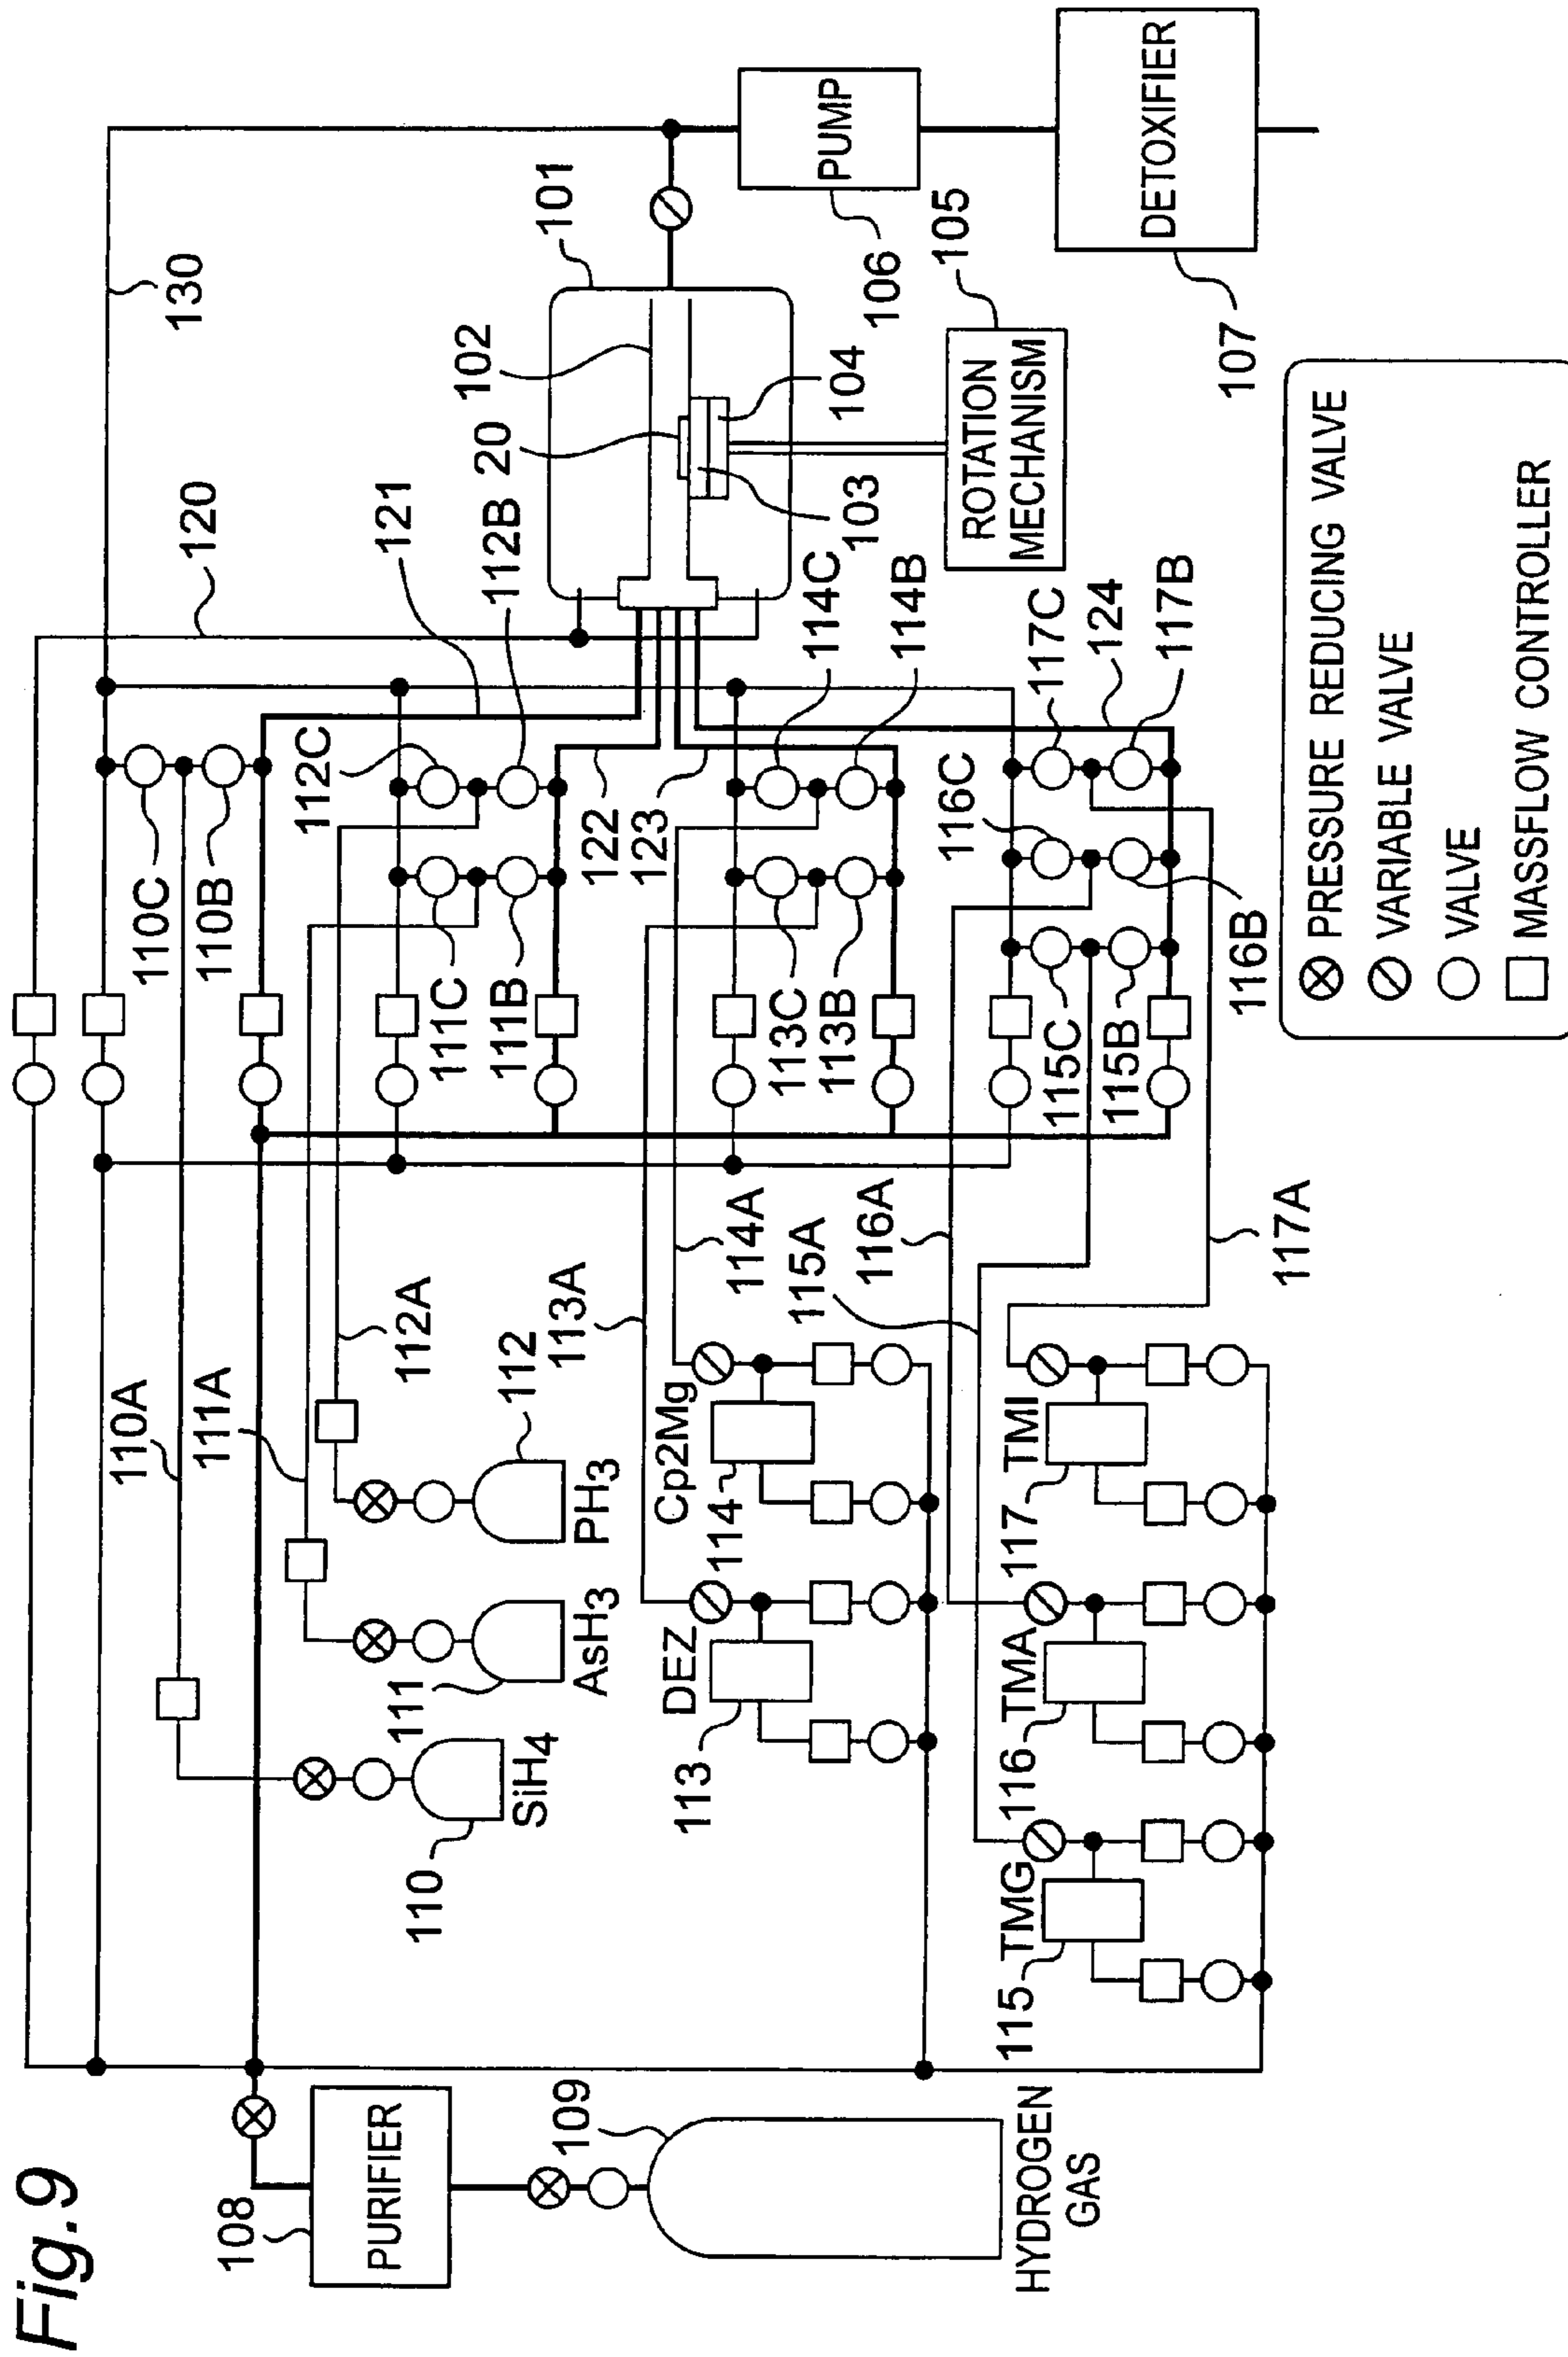 Fig.9
108
PURIFIER
109
HYDROGEN
GAS
110A
111A
112A
110
SiH4
111
AsH3
112
PH3
113
DEZ
114
Cp2Mg
113A
114A
115
TMG
116
TMA
117
TMI
115A
116A
117A
110C
110B
111C
111B
112C
112B
113C
113B
114C
114B
115C
115B
116C
116B
117C
117B
120
121
122
123
124
130
20
101
102
103
104
105
ROTATION
MECHANISM
106
PUMP
107
DETOXIFIER
PRESSURE REDUCING VALVE
VARIABLE VALVE
VALVE
MASSFLOW CONTROLLER